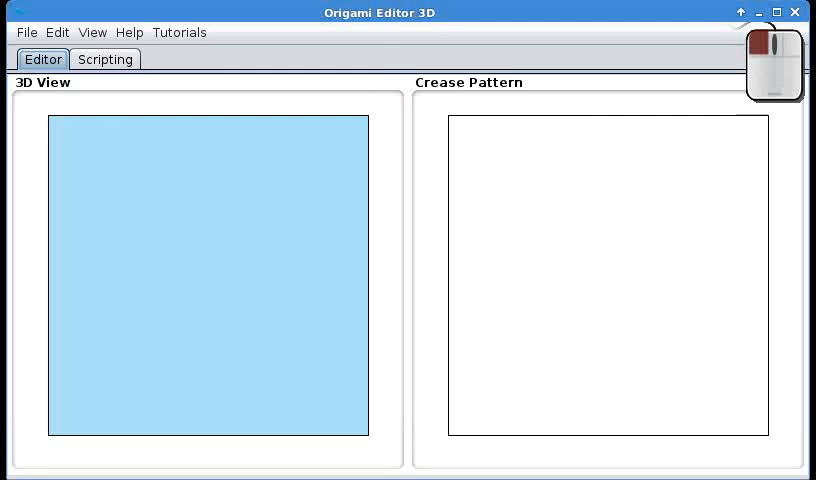 Origami Editor 3D
File Edit View Help Tutorials
Editor Scripting
3D View Crease Pattern